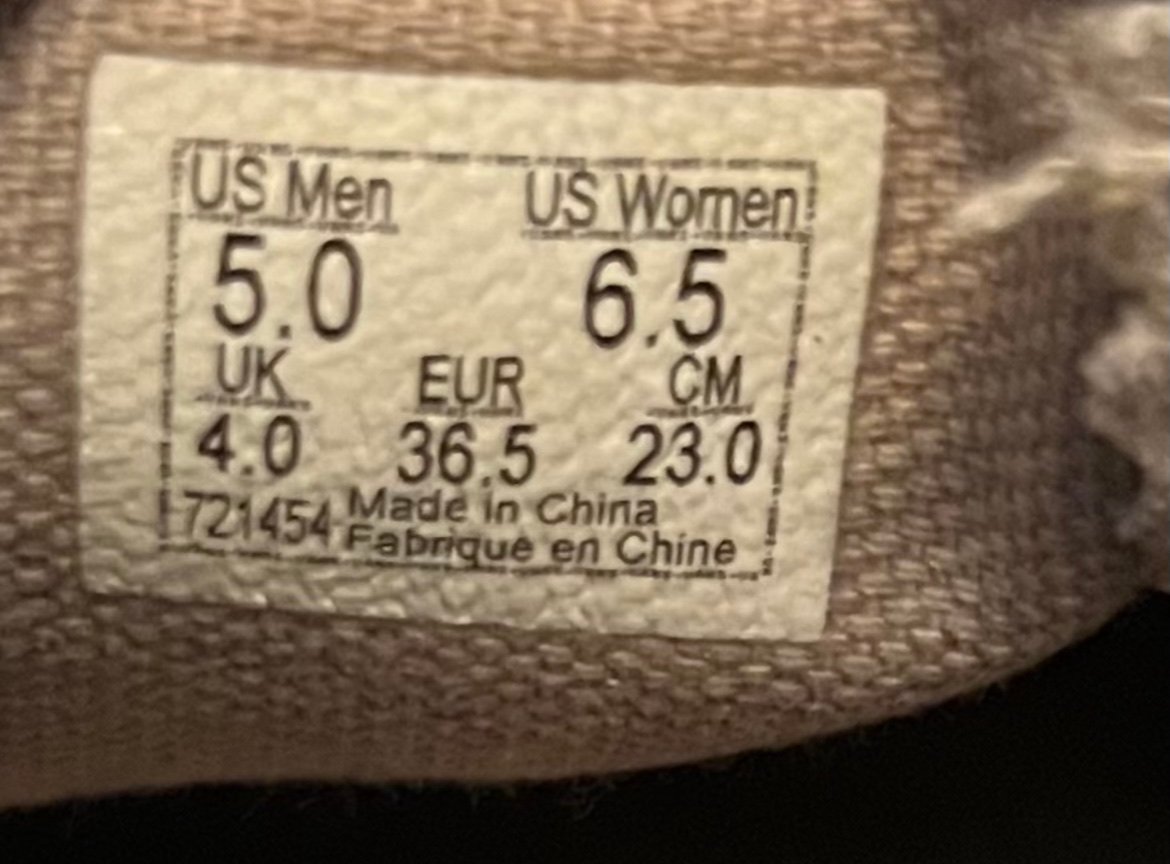 US Men US Women
5.0 6.5
UK EUR CM
4.0 36.5 23.0
721454 Made in China
Fabriqué en Chine